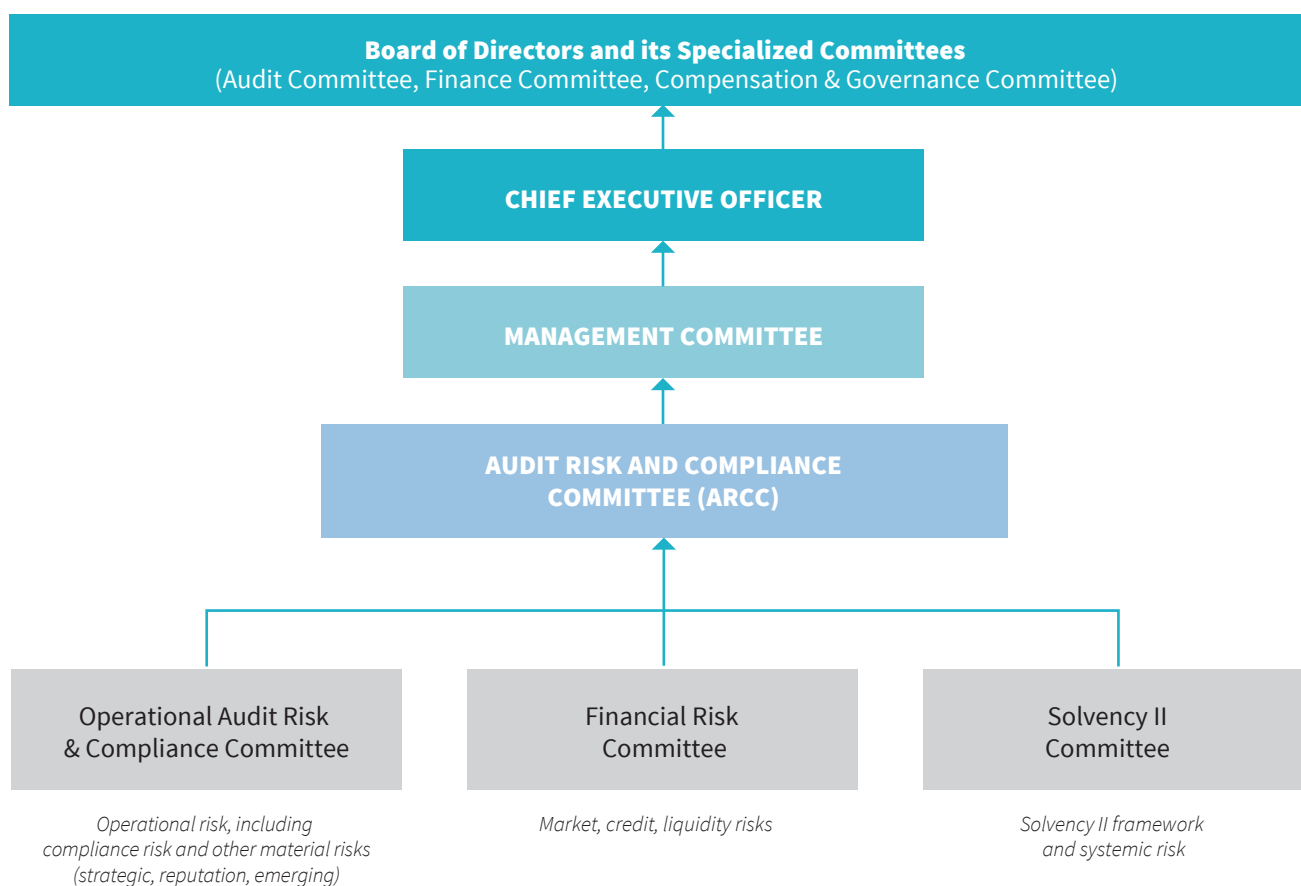 Board of Directors and its Specialized Committees
(Audit Committee, Finance Committee, Compensation & Governance Committee)
CHIEF EXECUTIVE OFFICER
MANAGEMENT COMMITTEE
AUDIT RISK AND COMPLIANCE
COMMITTEE (ARCC)
Operational Audit Risk
& Compliance Committee
Operational risk, including
compliance risk and other material risks
(strategic, reputation, emerging)
Financial Risk
Committee
Market, credit, liquidity risks
Solvency II
Committee
Solvency II framework
and systemic risk